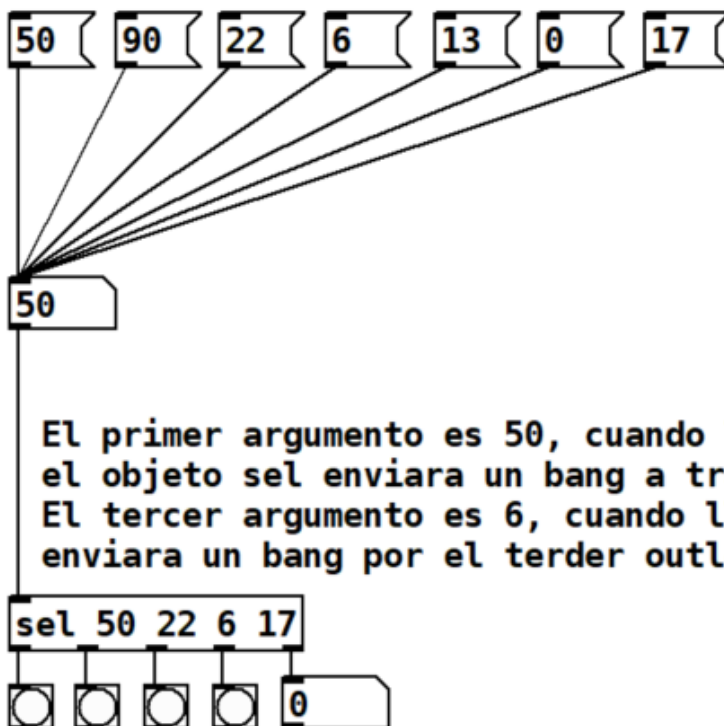 50 90 22 6 13 0 17
50
El primer argumento es 50, cuando
el objeto sel enviara un bang a
El tercer argumento es 6, cuando
enviara un bang por el terder
sel 50 22 6 17
0